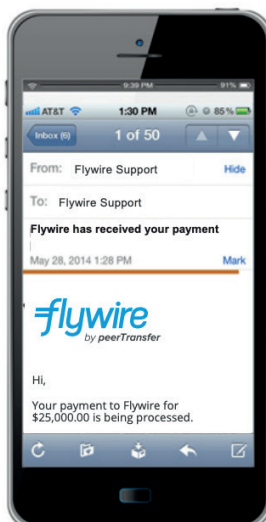 9:39 PM 91%
AT&T 1:30 PM 85%
Inbox (6) 1 of 50
From: Flywire Support Hide
To: Flywire Support
Flywire has received your payment
May 28, 2014 1:28 PM Mark
flywire
by peerTransfer
Hi,
Your payment to Flywire for
$25,000.00 is being processed.